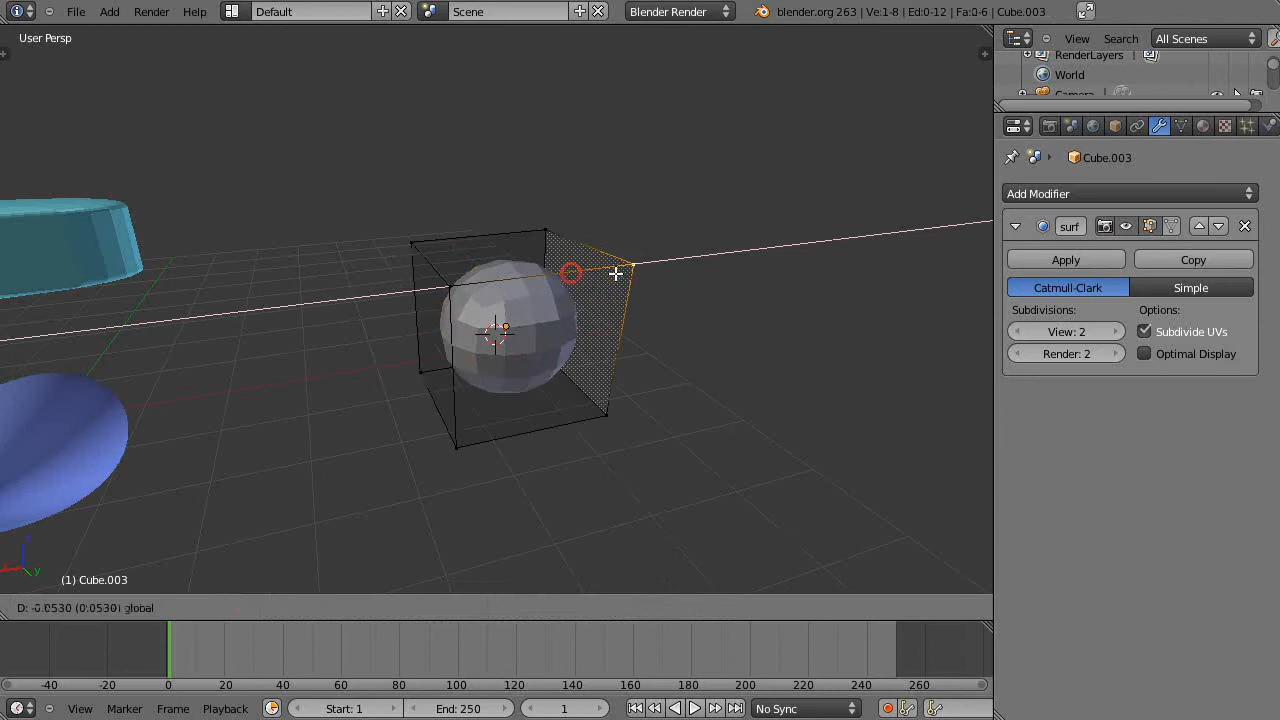 File Add Render Help Default Scene Blender Render blender.org 263 | Ve:1-8 | Ed:0-12 | Fa:0-6 | Cube.003
User Persp
View Search All Scenes
RenderLayers |
World
Camera
Cube.003
Add Modifier
surf
Apply Copy
Catmull-Clark Simple
Subdivisions: Options:
View: 2 Subdivide UVs
Render: 2 Optimal Display
z
x y
(1) Cube.003
D: -0.0530 (0.0530) global
-40 -20 0 20 40 60 80 100 120 140 160 180 200 220 240 260
View Marker Frame Playback Start: 1 End: 250 1 No Sync